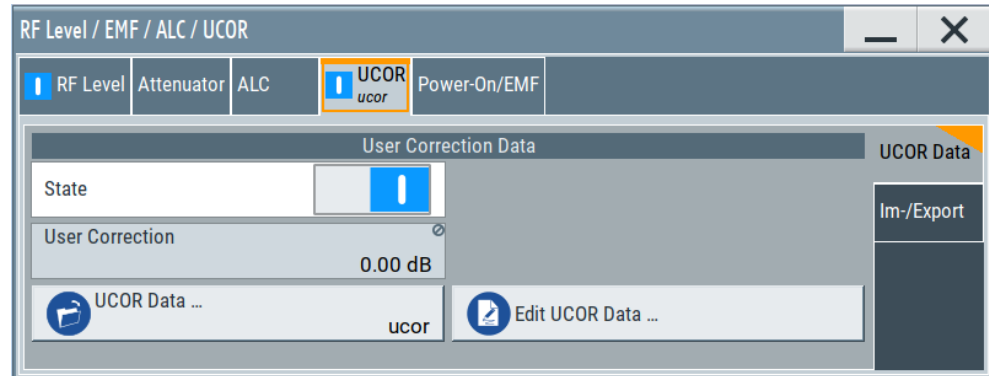 RF Level / EMF / ALC / UCOR
RF Level
Attenuator
ALC
UCOR
ucor
Power-On/EMF
User Correction Data
UCOR Data
State
Im-/Export
User Correction
0.00 dB
UCOR Data ...
ucor
Edit UCOR Data ...